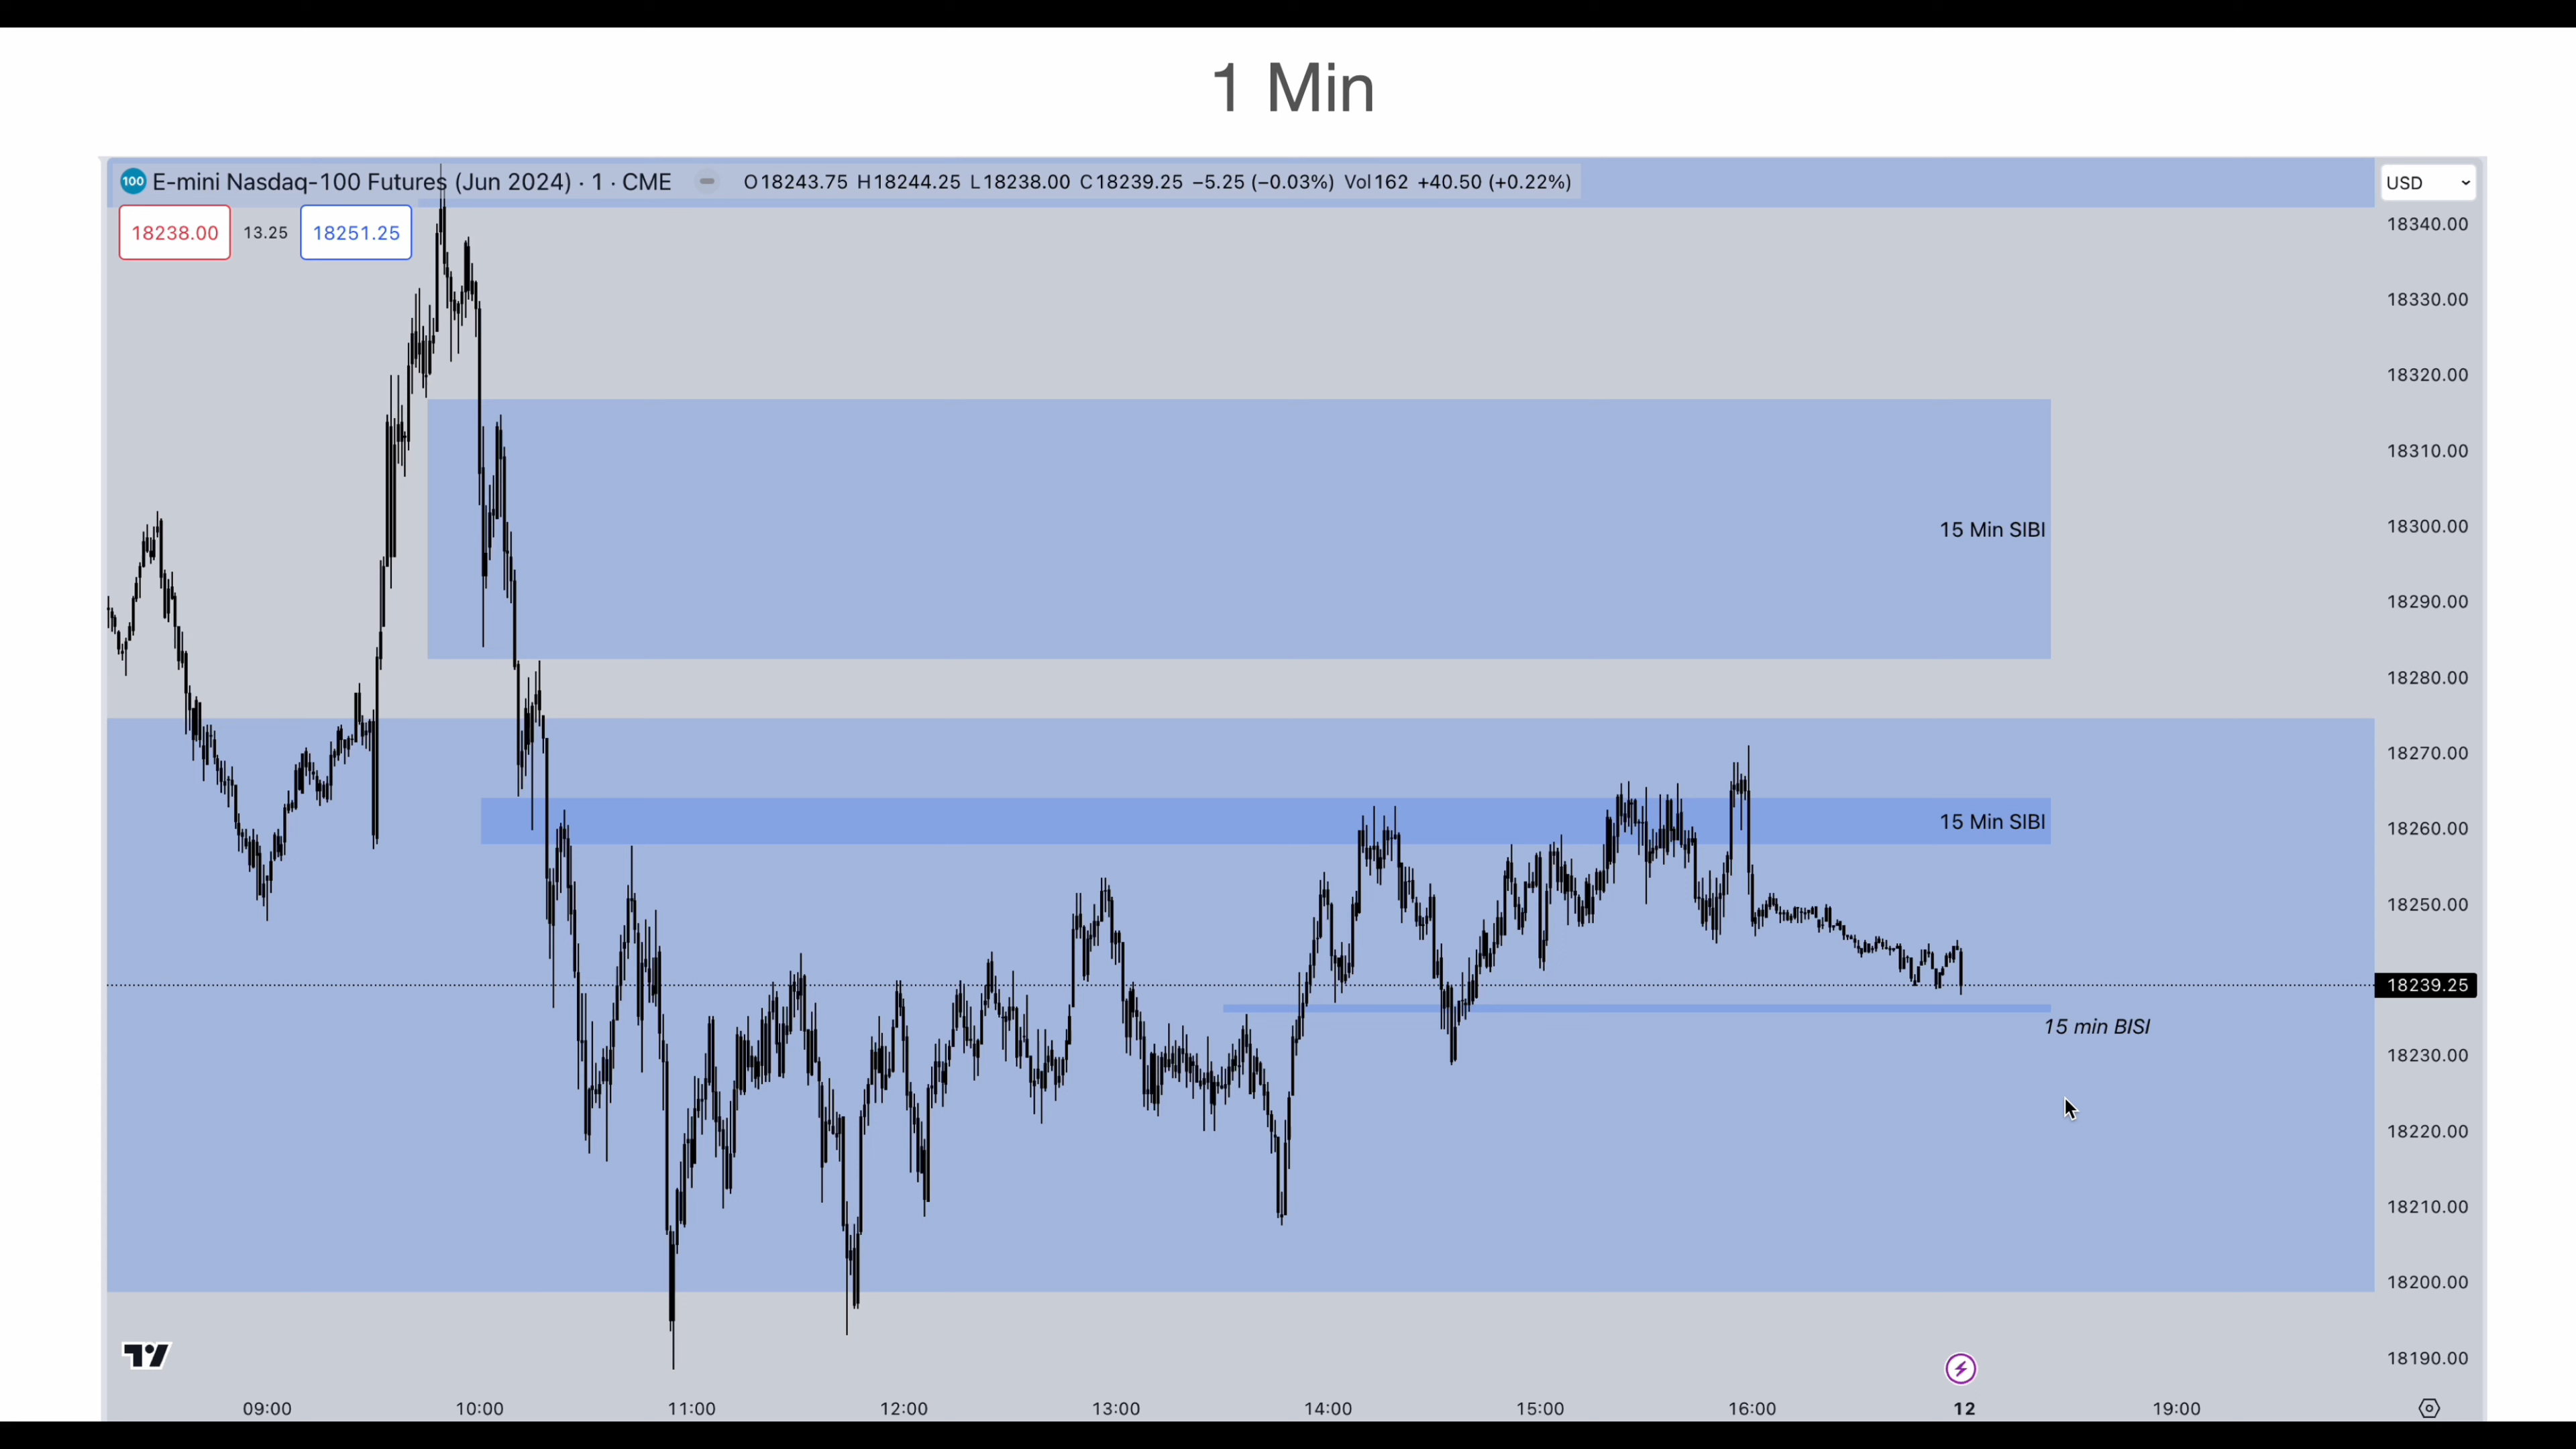 1 Min
100 E-mini Nasdaq-100 Futures (Jun 2024) · 1 · CME O18243.75 H18244.25 L18238.00 C18239.25 −5.25 (−0.03%) Vol162 +40.50 (+0.22%) USD
18238.00 13.25 18251.25
18340.00
18330.00
18320.00
18310.00
15 Min SIBI
18300.00
18290.00
18280.00
18270.00
15 Min SIBI
18260.00
18250.00
18239.25
15 min BISI
18230.00
18220.00
18210.00
18200.00
18190.00
09:00 10:00 11:00 12:00 13:00 14:00 15:00 16:00 12 19:00